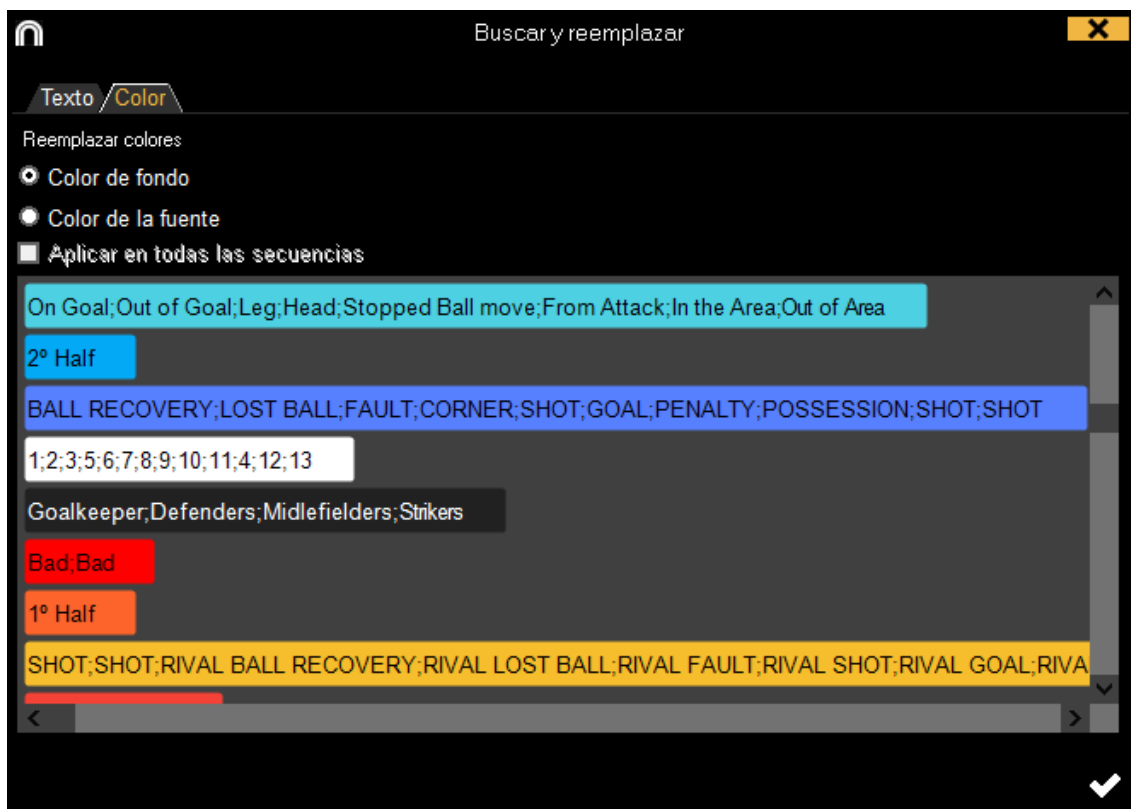 Buscar y reemplazar
Texto Color
Reemplazar colores
Color de fondo
Color de la fuente
Aplicar en todas las secuencias
On Goal;Out of Goal;Leg;Head;Stopped Ball move;From Attack;In the Area;Out of Area
2º Half
BALL RECOVERY;LOST BALL;FAULT;CORNER;SHOT;GOAL;PENALTY;POSSESSION;SHOT;SHOT
1;2;3;5;6;7;8;9;10;11;4;12;13
Goalkeeper;Defenders;Midlefielders;Strikers
Bad;Bad
1º Half
SHOT;SHOT;RIVAL BALL RECOVERY;RIVAL LOST BALL;RIVAL FAULT;RIVAL SHOT;RIVAL GOAL;RIVA